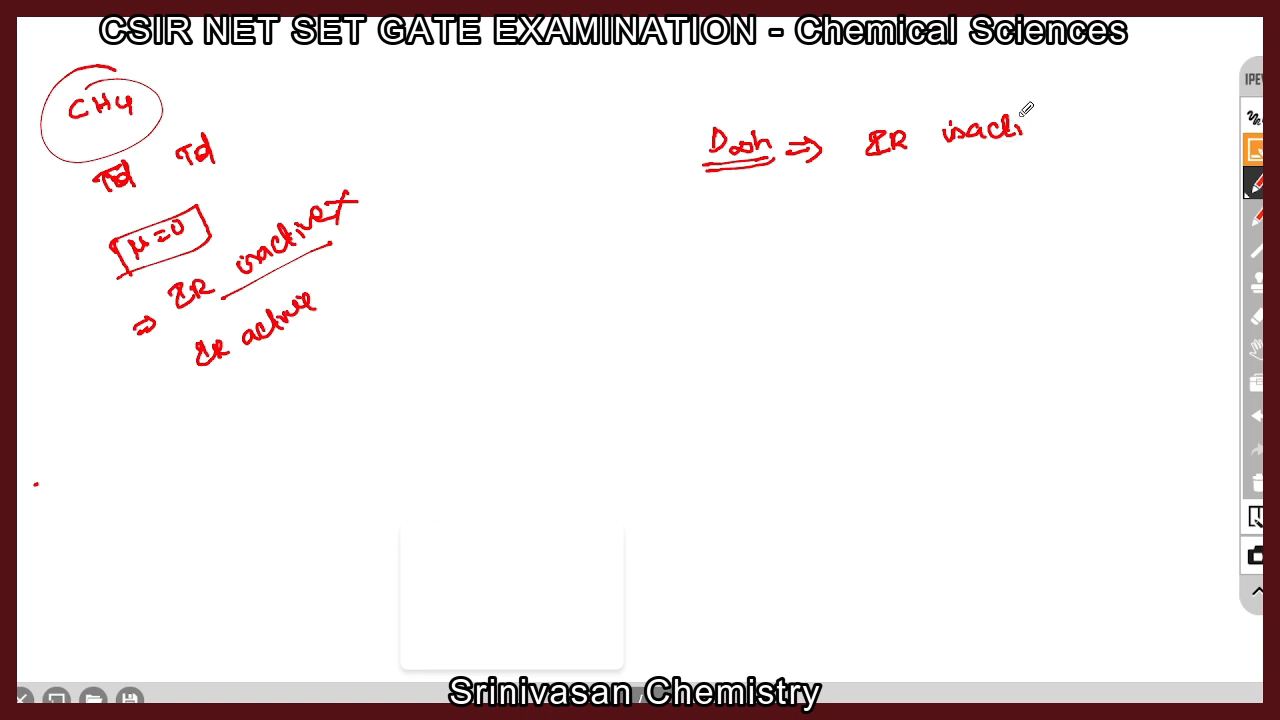 CSIR NET SET GATE EXAMINATION - Chemical Sciences
CH4
Td Td
μ=0
⇒ IR inactive X
IR active
D∞h ⇒ IR inacti
IPEV
Srinivasan Chemistry